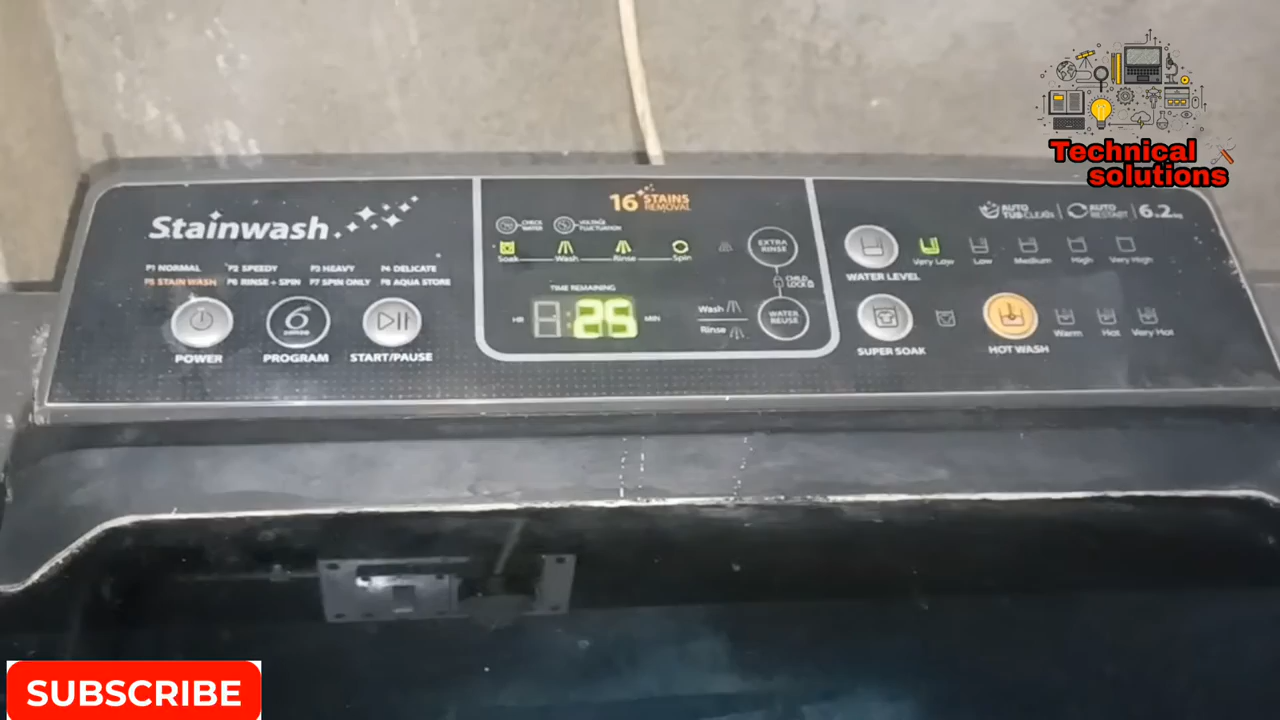 Technical
solutions
Stainwash
P1 NORMAL P2 SPEEDY P3 HEAVY P4 DELICATE
P5 STAIN WASH P6 RINSE + SPIN P7 SPIN ONLY P8 AQUA STORE
POWER
6
SENSE
PROGRAM
START/PAUSE
16 STAINS
REMOVAL
CHECK
WATER
VOLTAGE
FLUCTUATION
Soak Wash Rinse Spin
EXTRA
RINSE
CHILD
LOCK
TIME REMAINING
HR 25 MIN
Wash
Rinse
WATER
REUSE
AUTO
TUB CLEAN
AUTO
RESTART
6.2kg
WATER LEVEL
Very Low Low Medium High Very High
SUPER SOAK
HOT WASH
Warm Hot Very Hot
SUBSCRIBE